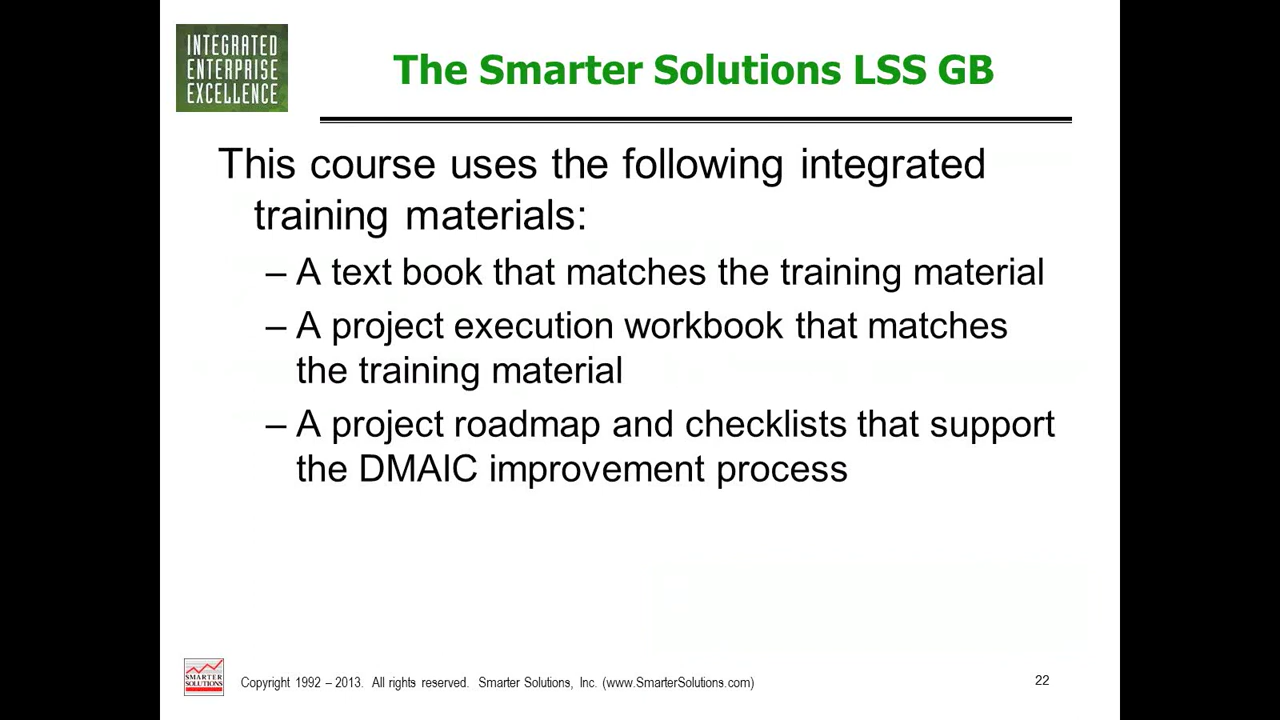 INTEGRATED
ENTERPRISE
EXCELLENCE
The Smarter Solutions LSS GB
This course uses the following integrated
training materials:
– A text book that matches the training material
– A project execution workbook that matches
the training material
– A project roadmap and checklists that support
the DMAIC improvement process
SMARTER
SOLUTIONS
Copyright 1992 – 2013. All rights reserved. Smarter Solutions, Inc. (www.SmarterSolutions.com)
22